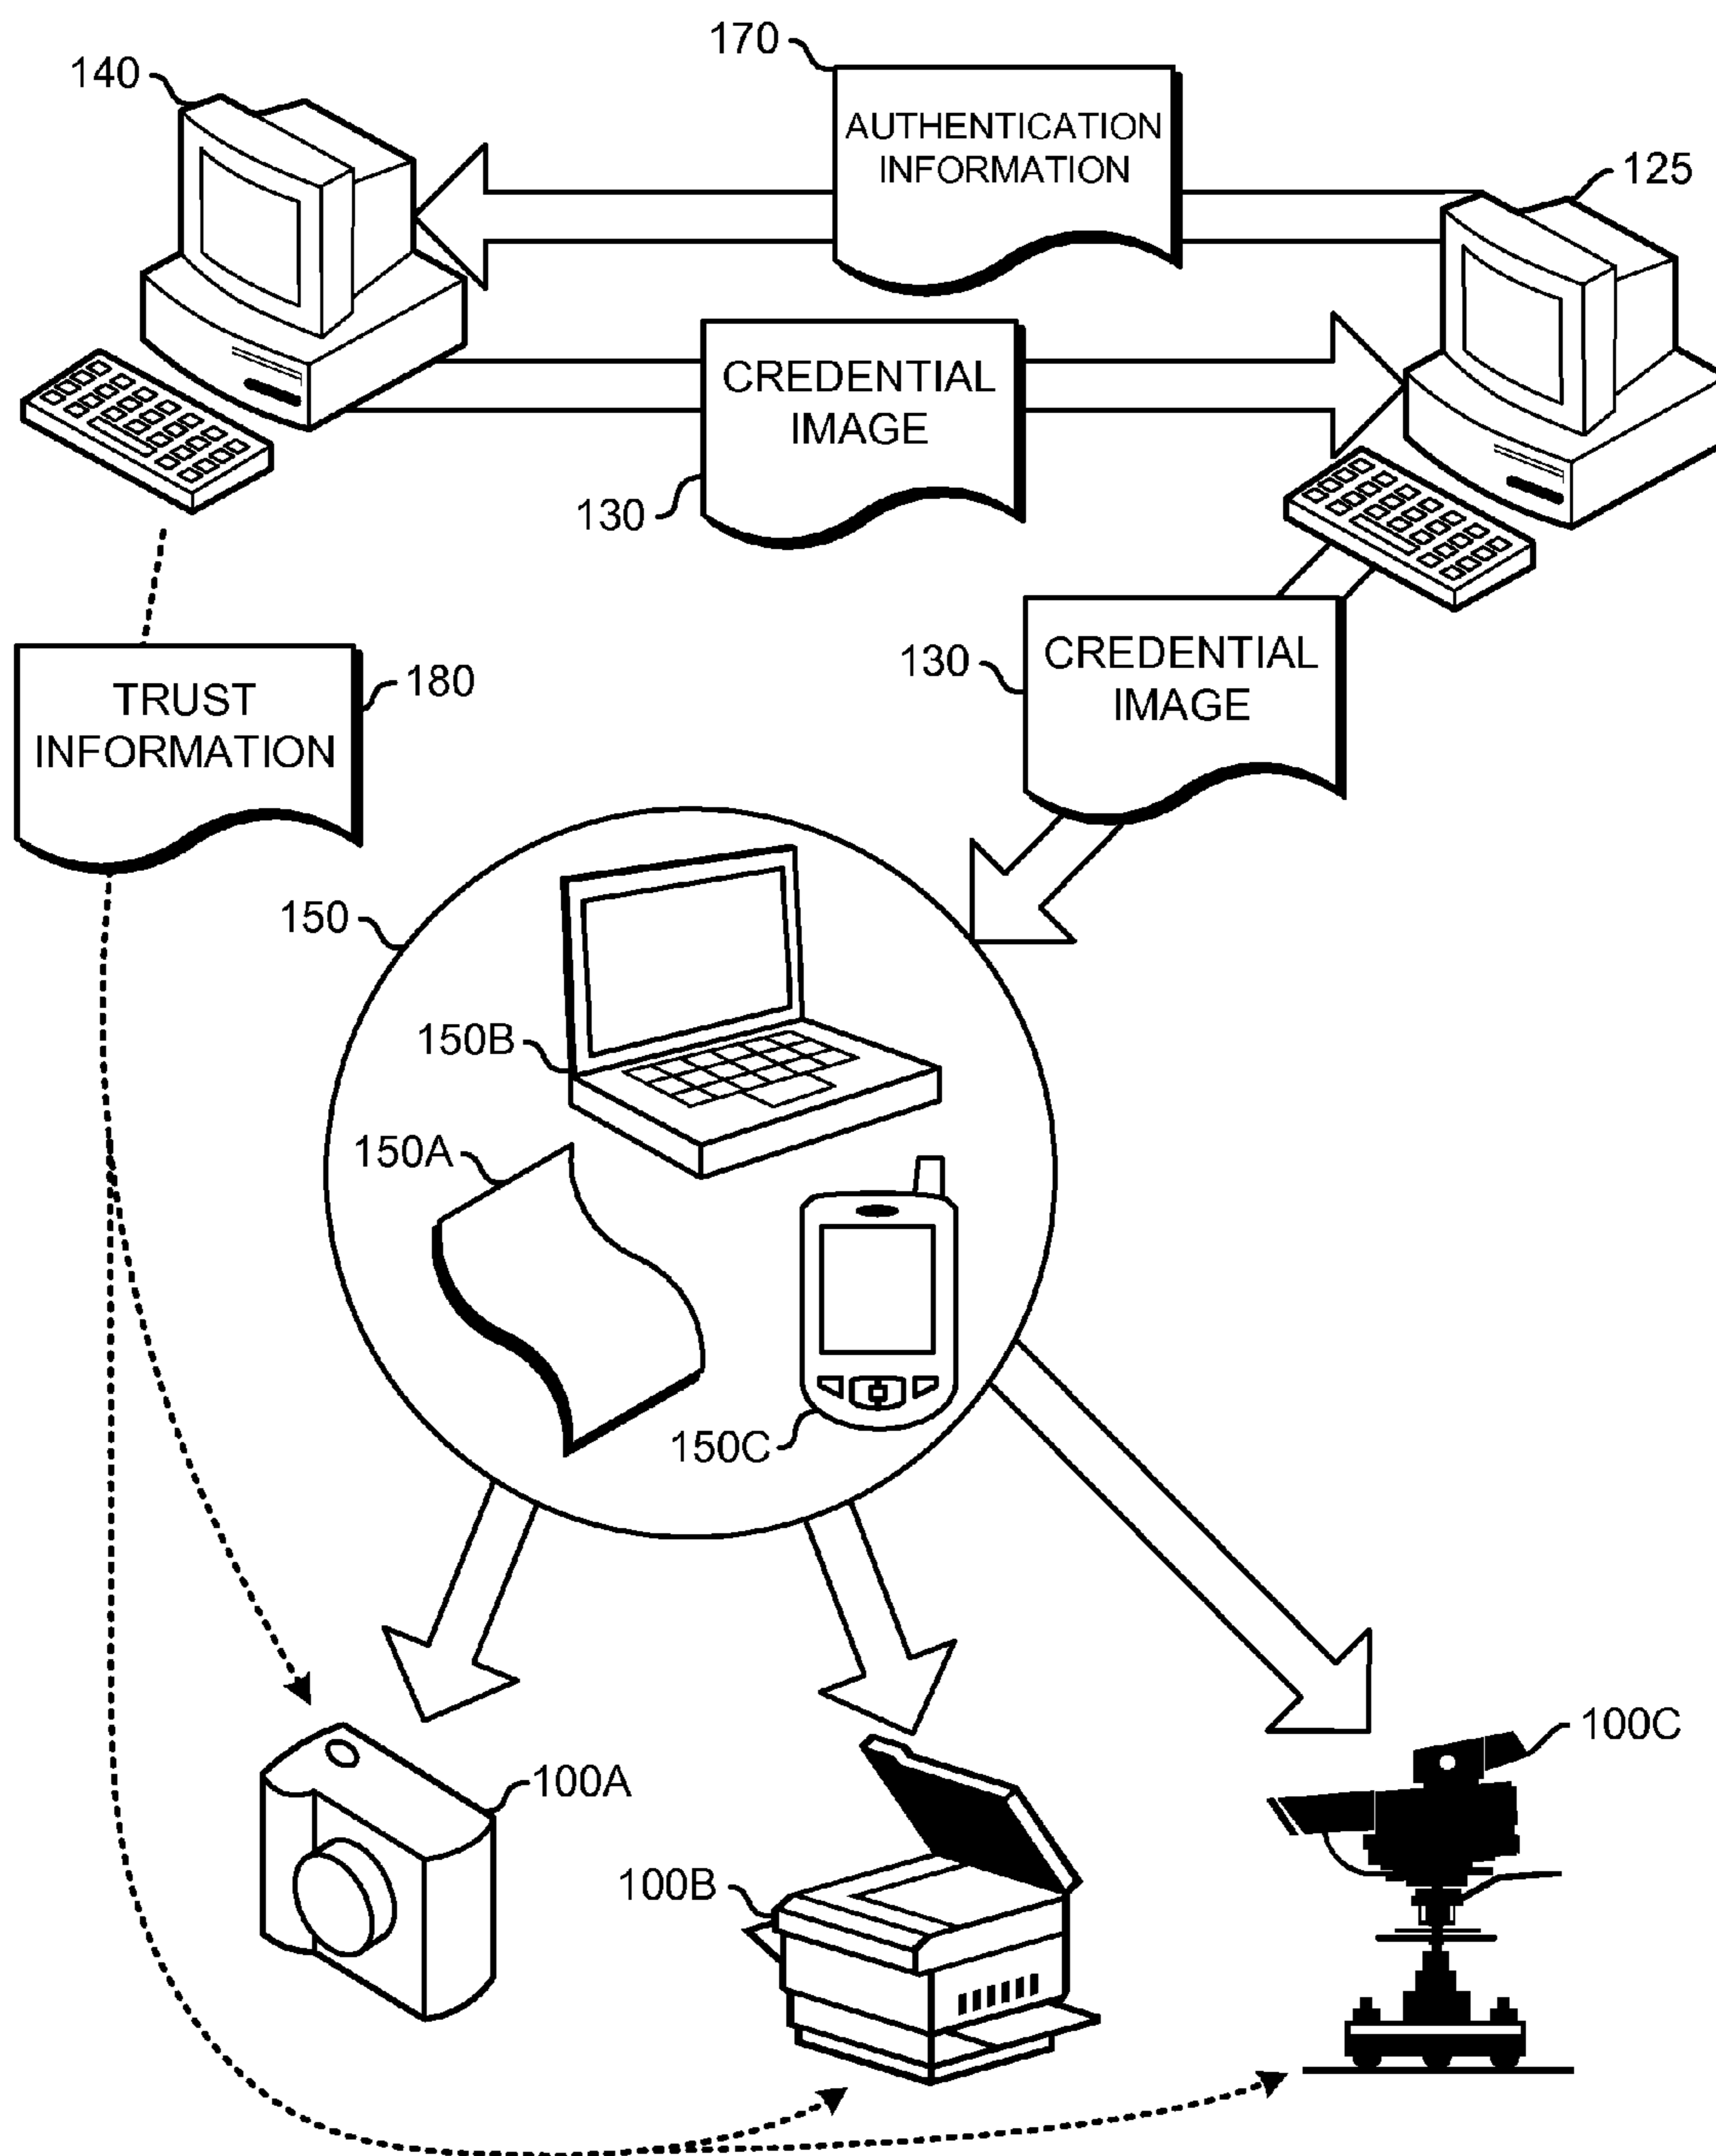 170
140
AUTHENTICATION
INFORMATION
125
CREDENTIAL
IMAGE
130
130
CREDENTIAL
IMAGE
180
TRUST
INFORMATION
150
150B
150A
150C
100C
100A
100B